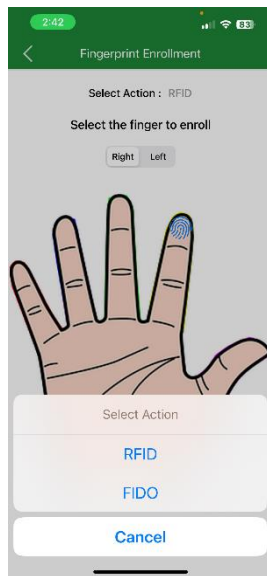 2:42
83
Fingerprint Enrollment
Select Action : RFID
Select the finger to enroll
Right Left
Select Action
RFID
FIDO
Cancel